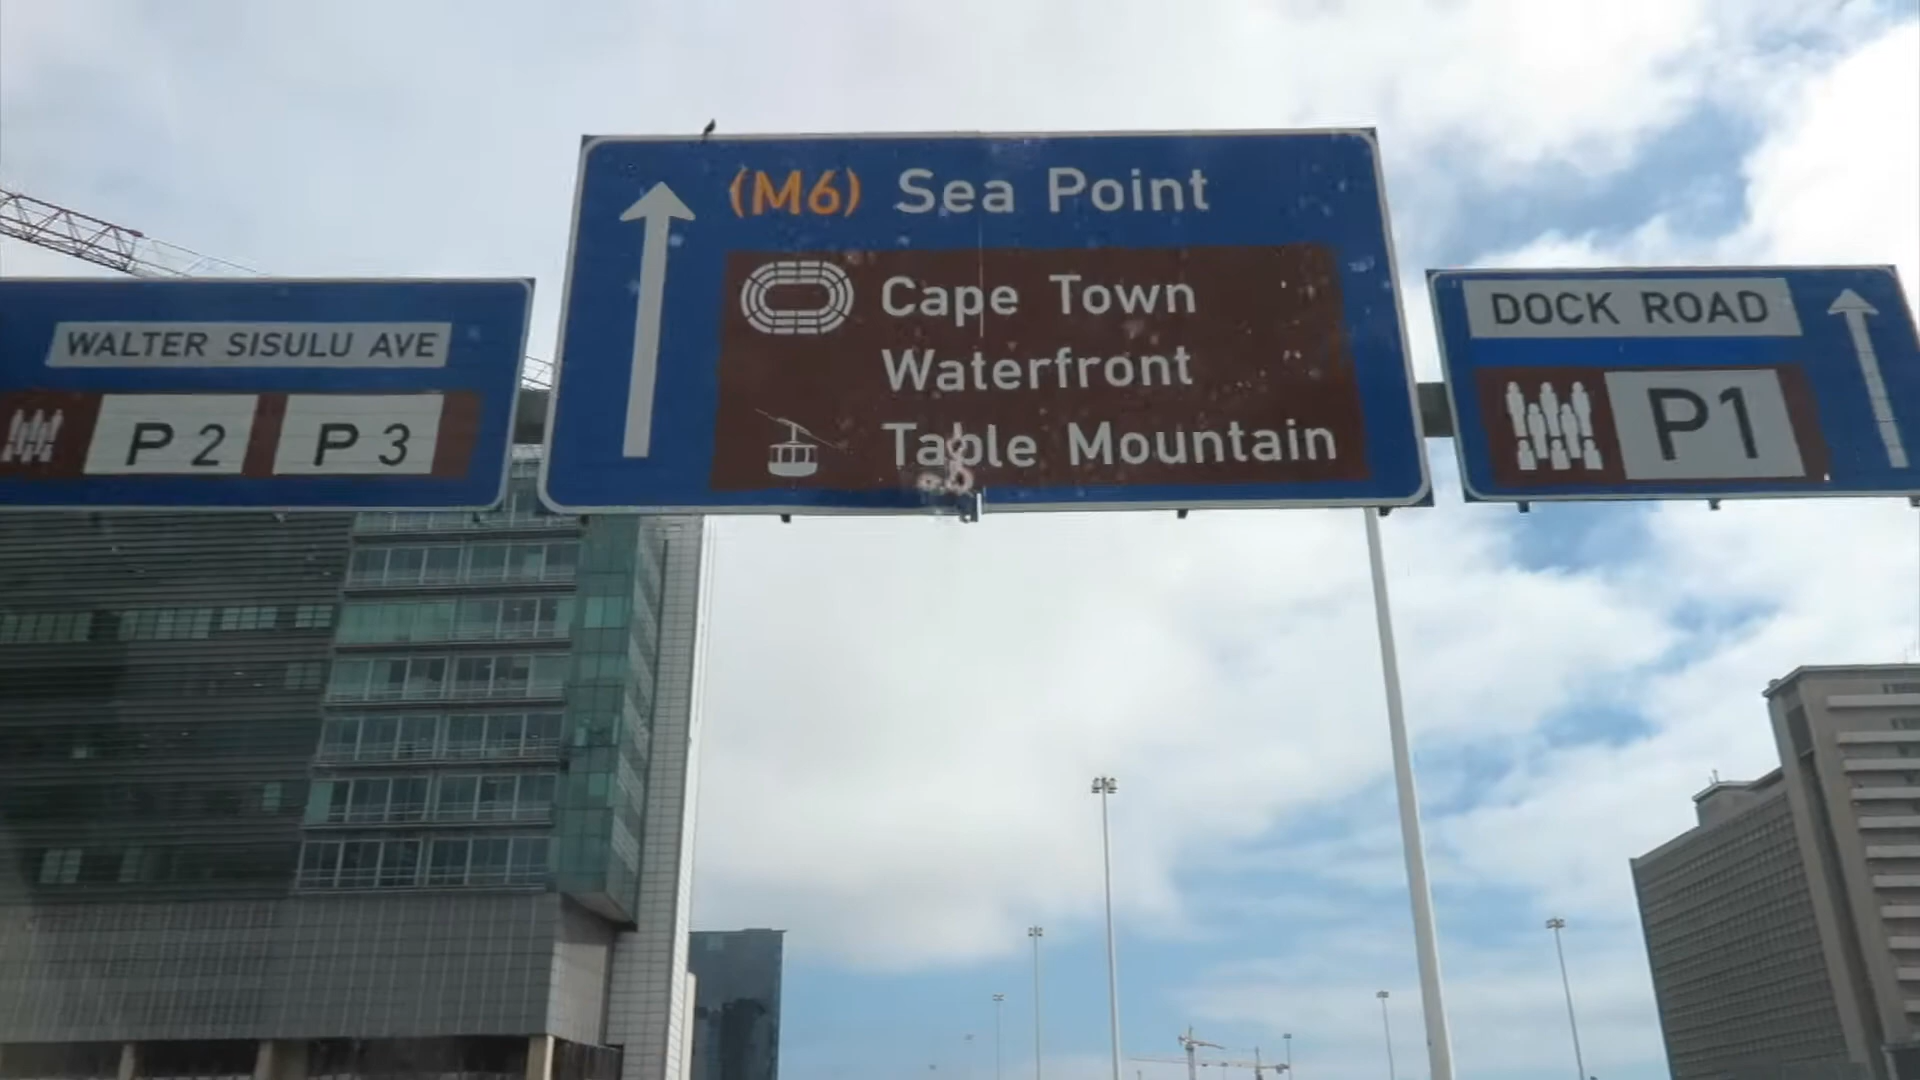 WALTER SISULU AVE
P 2 P 3
(M6) Sea Point
Cape Town
Waterfront
Table Mountain
DOCK ROAD
P1